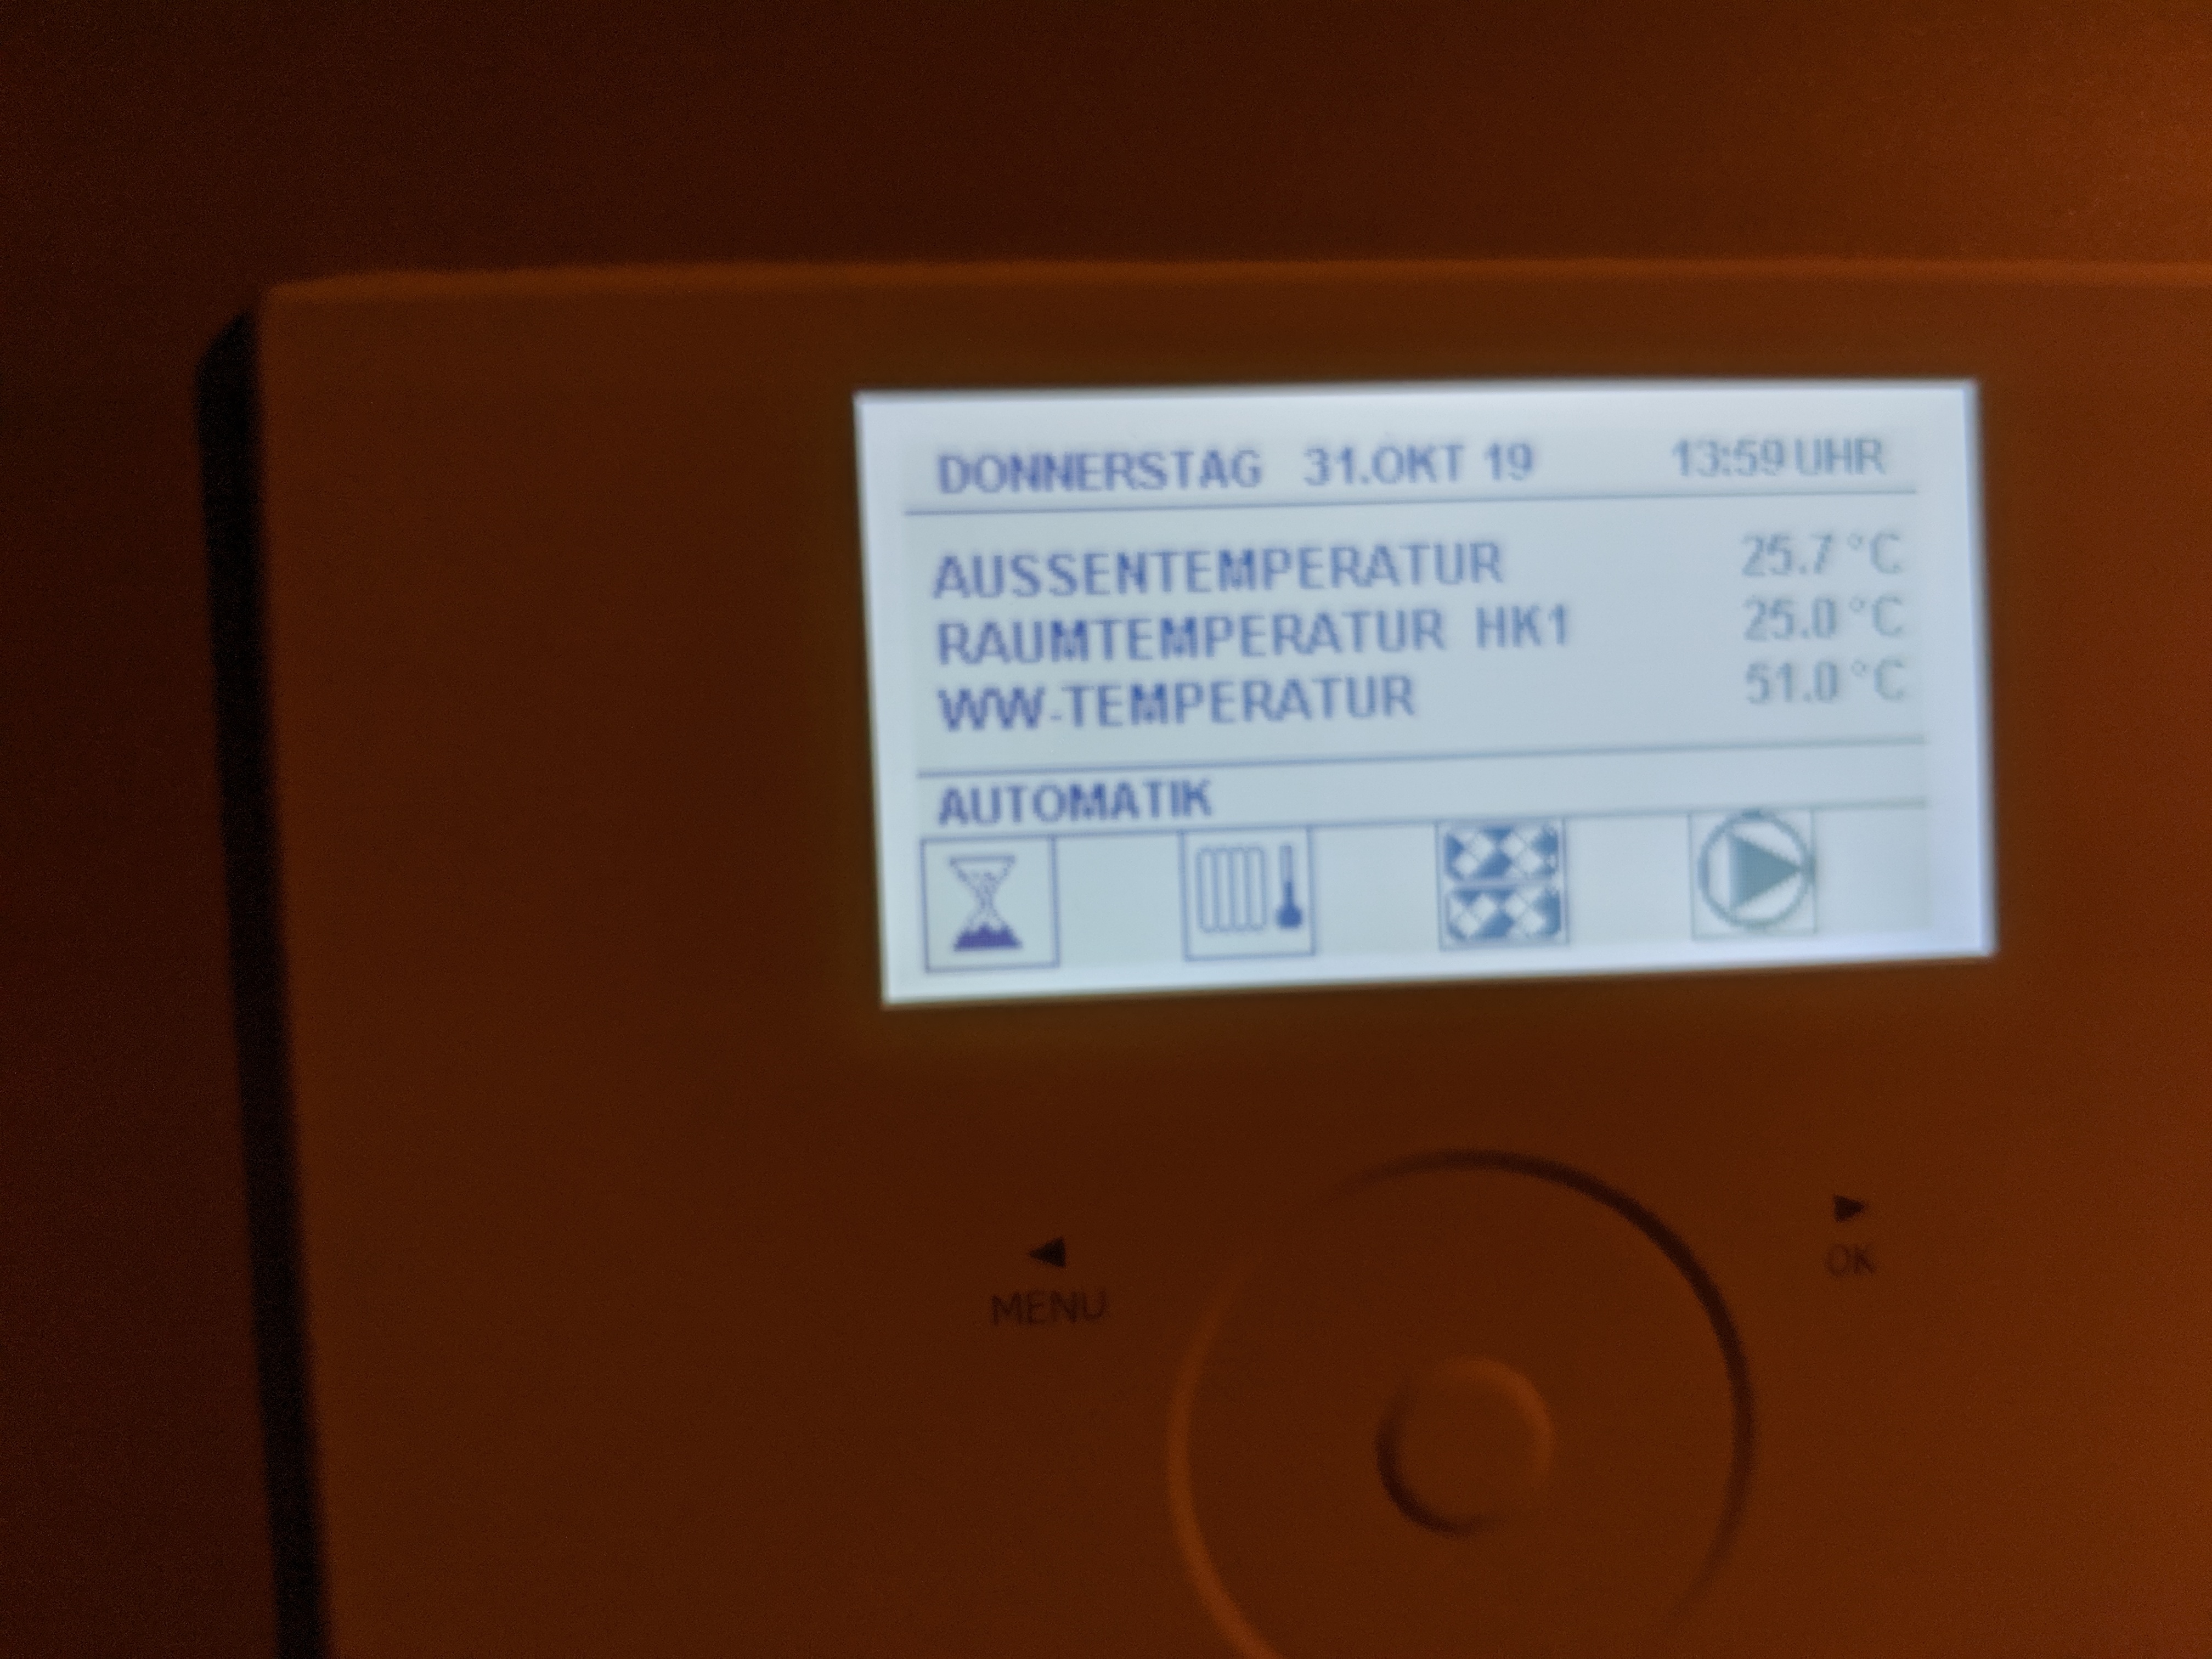 DONNERSTAG 31.OKT 19 13:59 UHR
AUSSENTEMPERATUR 25.7 °C
RAUMTEMPERATUR HK1 25.0 °C
WW-TEMPERATUR 51.0 °C
AUTOMATIK
MENU
OK